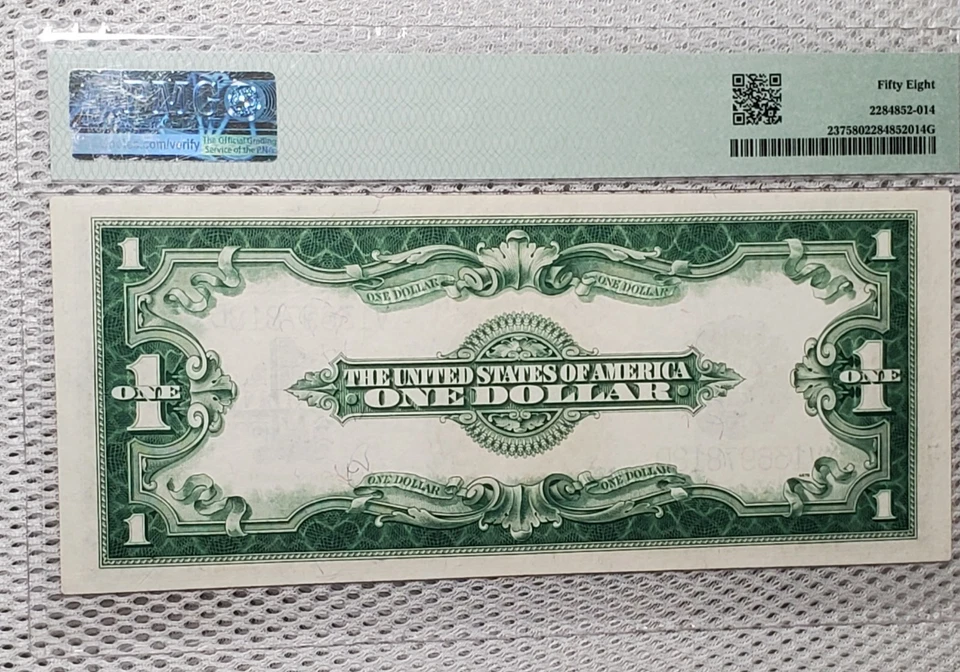 PMG
.com/verify
The Official Grading
Service of the
Fifty Eight
2284852-014
2375802284852014G
1
1
ONE DOLLAR
ONE DOLLAR
THE UNITED STATES OF AMERICA
ONE DOLLAR
1
ONE
1
ONE
ONE DOLLAR
ONE DOLLAR
1
1